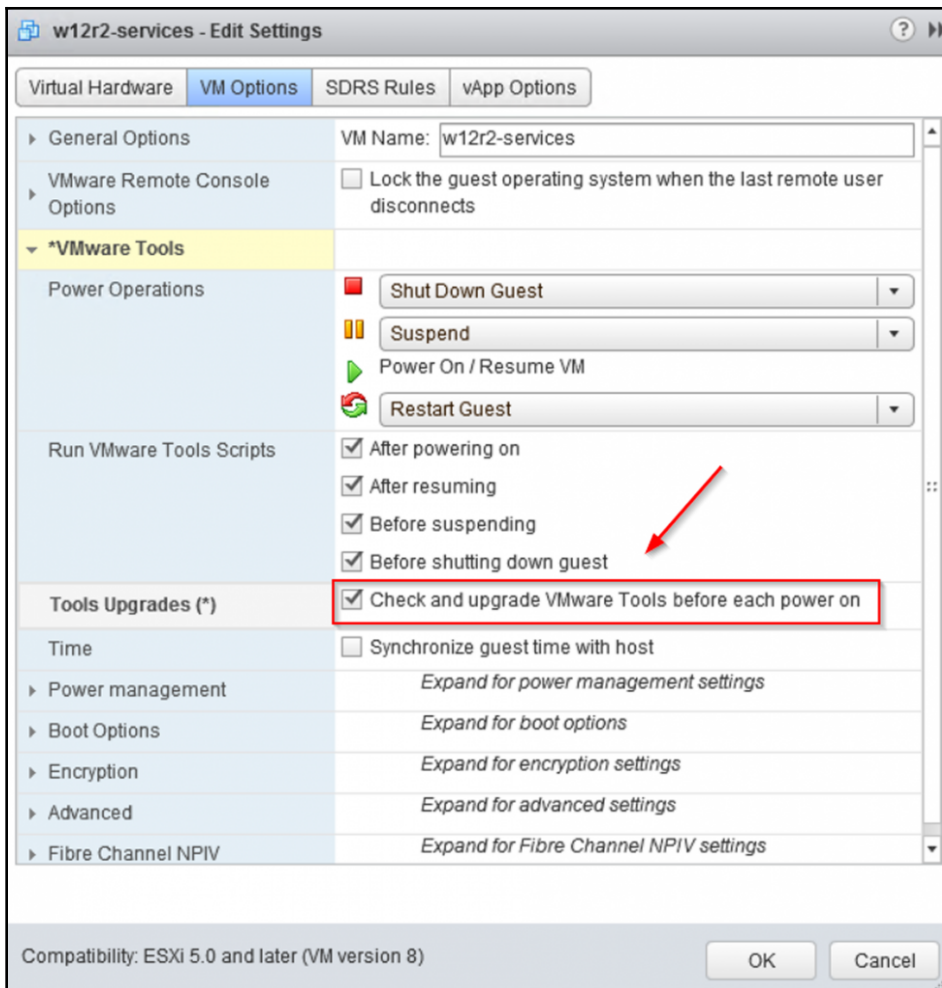 w12r2-services - Edit Settings
Virtual Hardware VM Options SDRS Rules vApp Options
General Options VM Name: w12r2-services
VMware Remote Console Options
Lock the guest operating system when the last remote user
disconnects
*VMware Tools
Power Operations Shut Down Guest
Suspend
Power On / Resume VM
Restart Guest
Run VMware Tools Scripts After powering on
After resuming
Before suspending
Before shutting down guest
Tools Upgrades (*) Check and upgrade VMware Tools before each power on
Time Synchronize guest time with host
Power management Expand for power management settings
Boot Options Expand for boot options
Encryption Expand for encryption settings
Advanced Expand for advanced settings
Fibre Channel NPIV Expand for Fibre Channel NPIV settings
Compatibility: ESXi 5.0 and later (VM version 8) OK Cancel